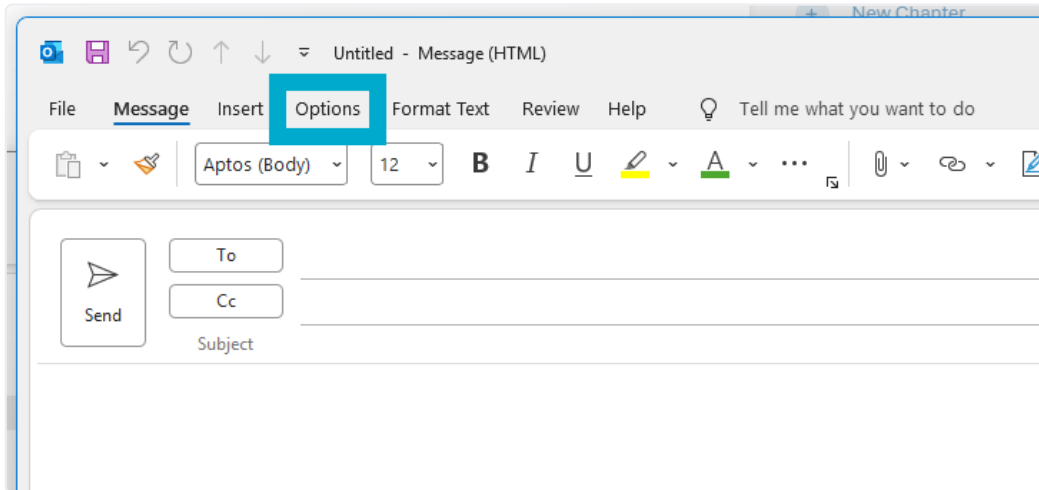 New Chapter
Untitled - Message (HTML)
File Message Insert Options Format Text Review Help Tell me what you want to do
Aptos (Body) 12 B I U A
To
Send
Cc
Subject